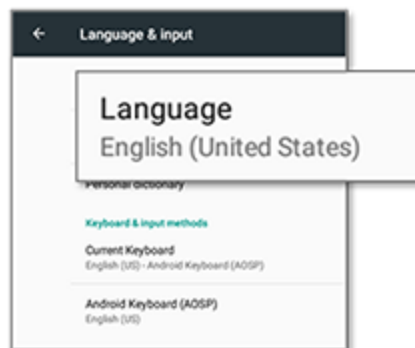 Language & input
Language
English (United States)
Personal dictionary
Keyboard & input methods
Current Keyboard
English (US) - Android Keyboard (AOSP)
Android Keyboard (AOSP)
English (US)